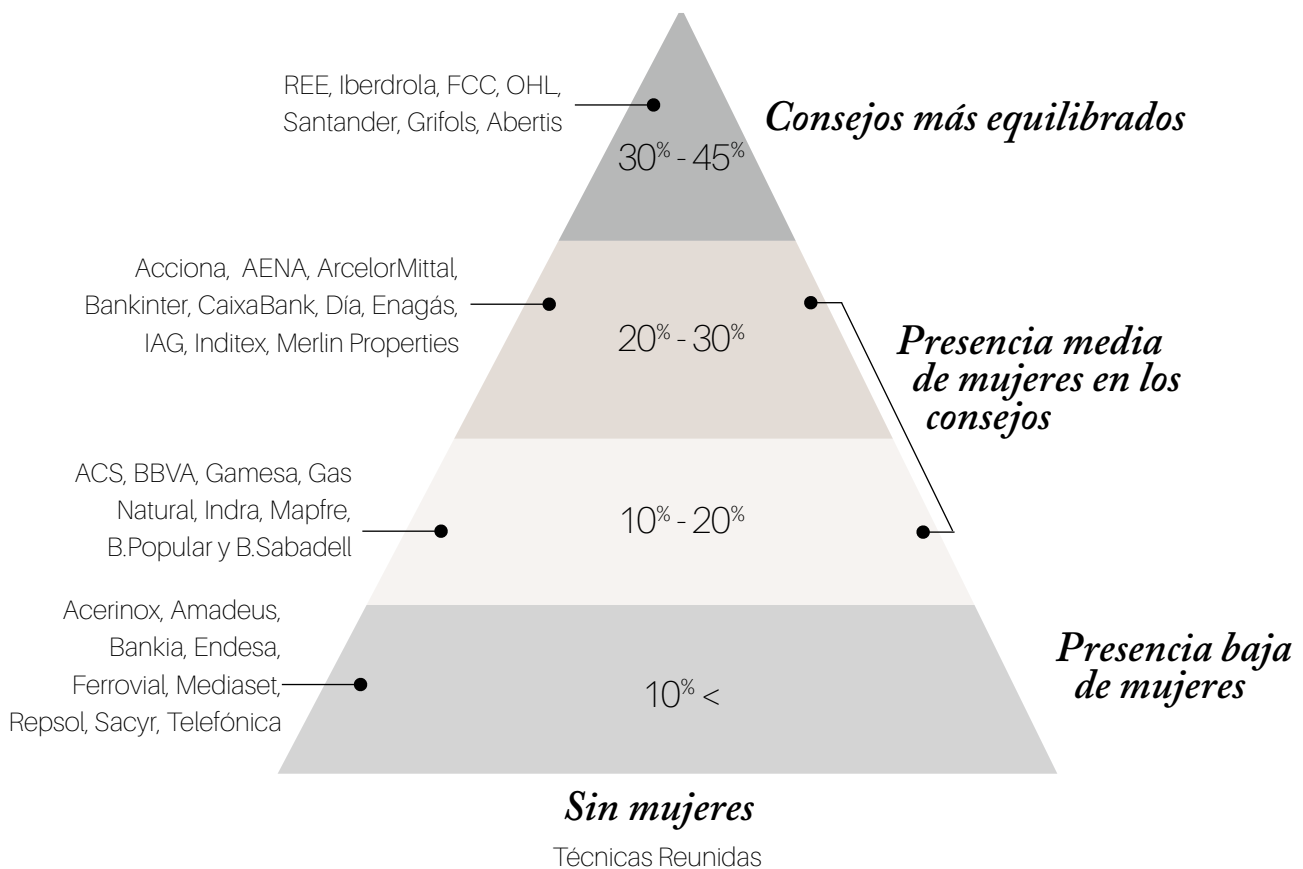 REE, Iberdrola, FCC, OHL,
Santander, Grifols, Abertis
Consejos más equilibrados
30% - 45%
Acciona, AENA, ArcelorMittal,
Bankinter, CaixaBank, Día, Enagás,
IAG, Inditex, Merlin Properties
20% - 30%
Presencia media
de mujeres en los
consejos
ACS, BBVA, Gamesa, Gas
Natural, Indra, Mapfre,
B.Popular y B.Sabadell
10% - 20%
Acerinox, Amadeus,
Bankia, Endesa,
Ferrovial, Mediaset,
Repsol, Sacyr, Telefónica
10% <
Presencia baja
de mujeres
Sin mujeres
Técnicas Reunidas